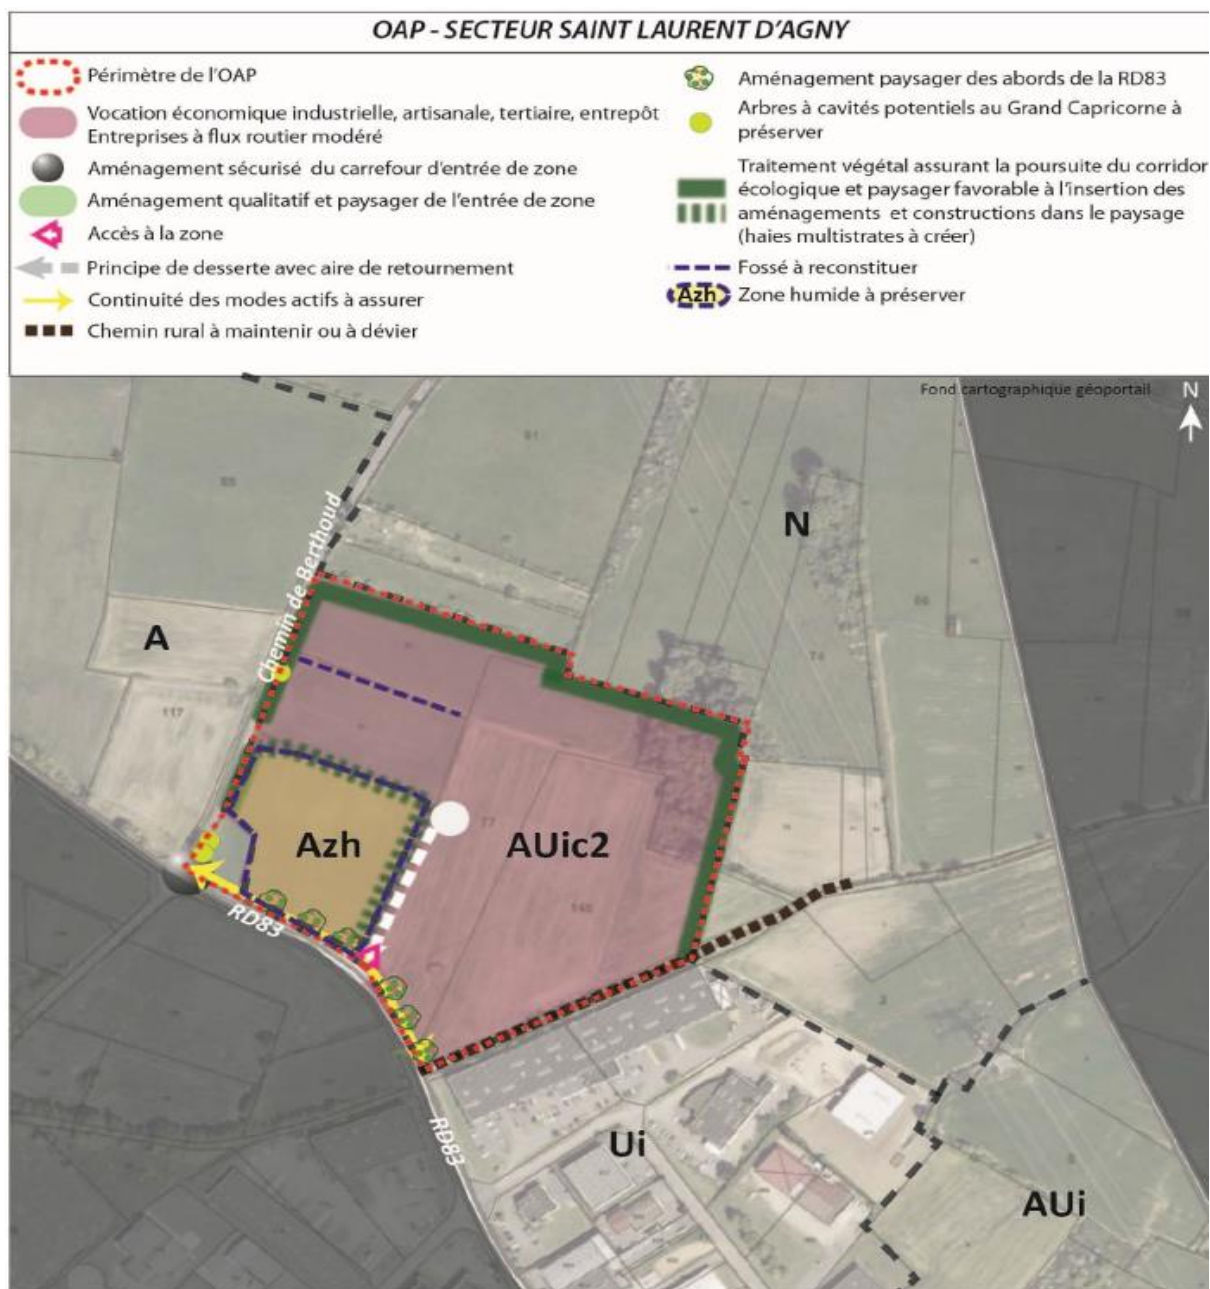 OAP - SECTEUR SAINT LAURENT D'AGNY
Périmètre de l'OAP
Vocation économique industrielle, artisanale, tertiaire, entrepôt
Entreprises à flux routier modéré
Aménagement sécurisé du carrefour d'entrée de zone
Aménagement qualitatif et paysager de l'entrée de zone
Accès à la zone
Principe de desserte avec aire de retournement
Continuité des modes actifs à assurer
Chemin rural à maintenir ou à dévier
Aménagement paysager des abords de la RD83
Arbres à cavités potentiels au Grand Capricorne à
préserver
Traitement végétal assurant la poursuite du corridor
écologique et paysager favorable à l'insertion des
aménagements et constructions dans le paysage
(haies multistrates à créer)
Fossé à reconstituer
Azh
Zone humide à préserver
Fond cartographique géoportail
N
N
Chemin de Berthoud
A
117
Azh
AUic2
RD83
RD83
Ui
AUi